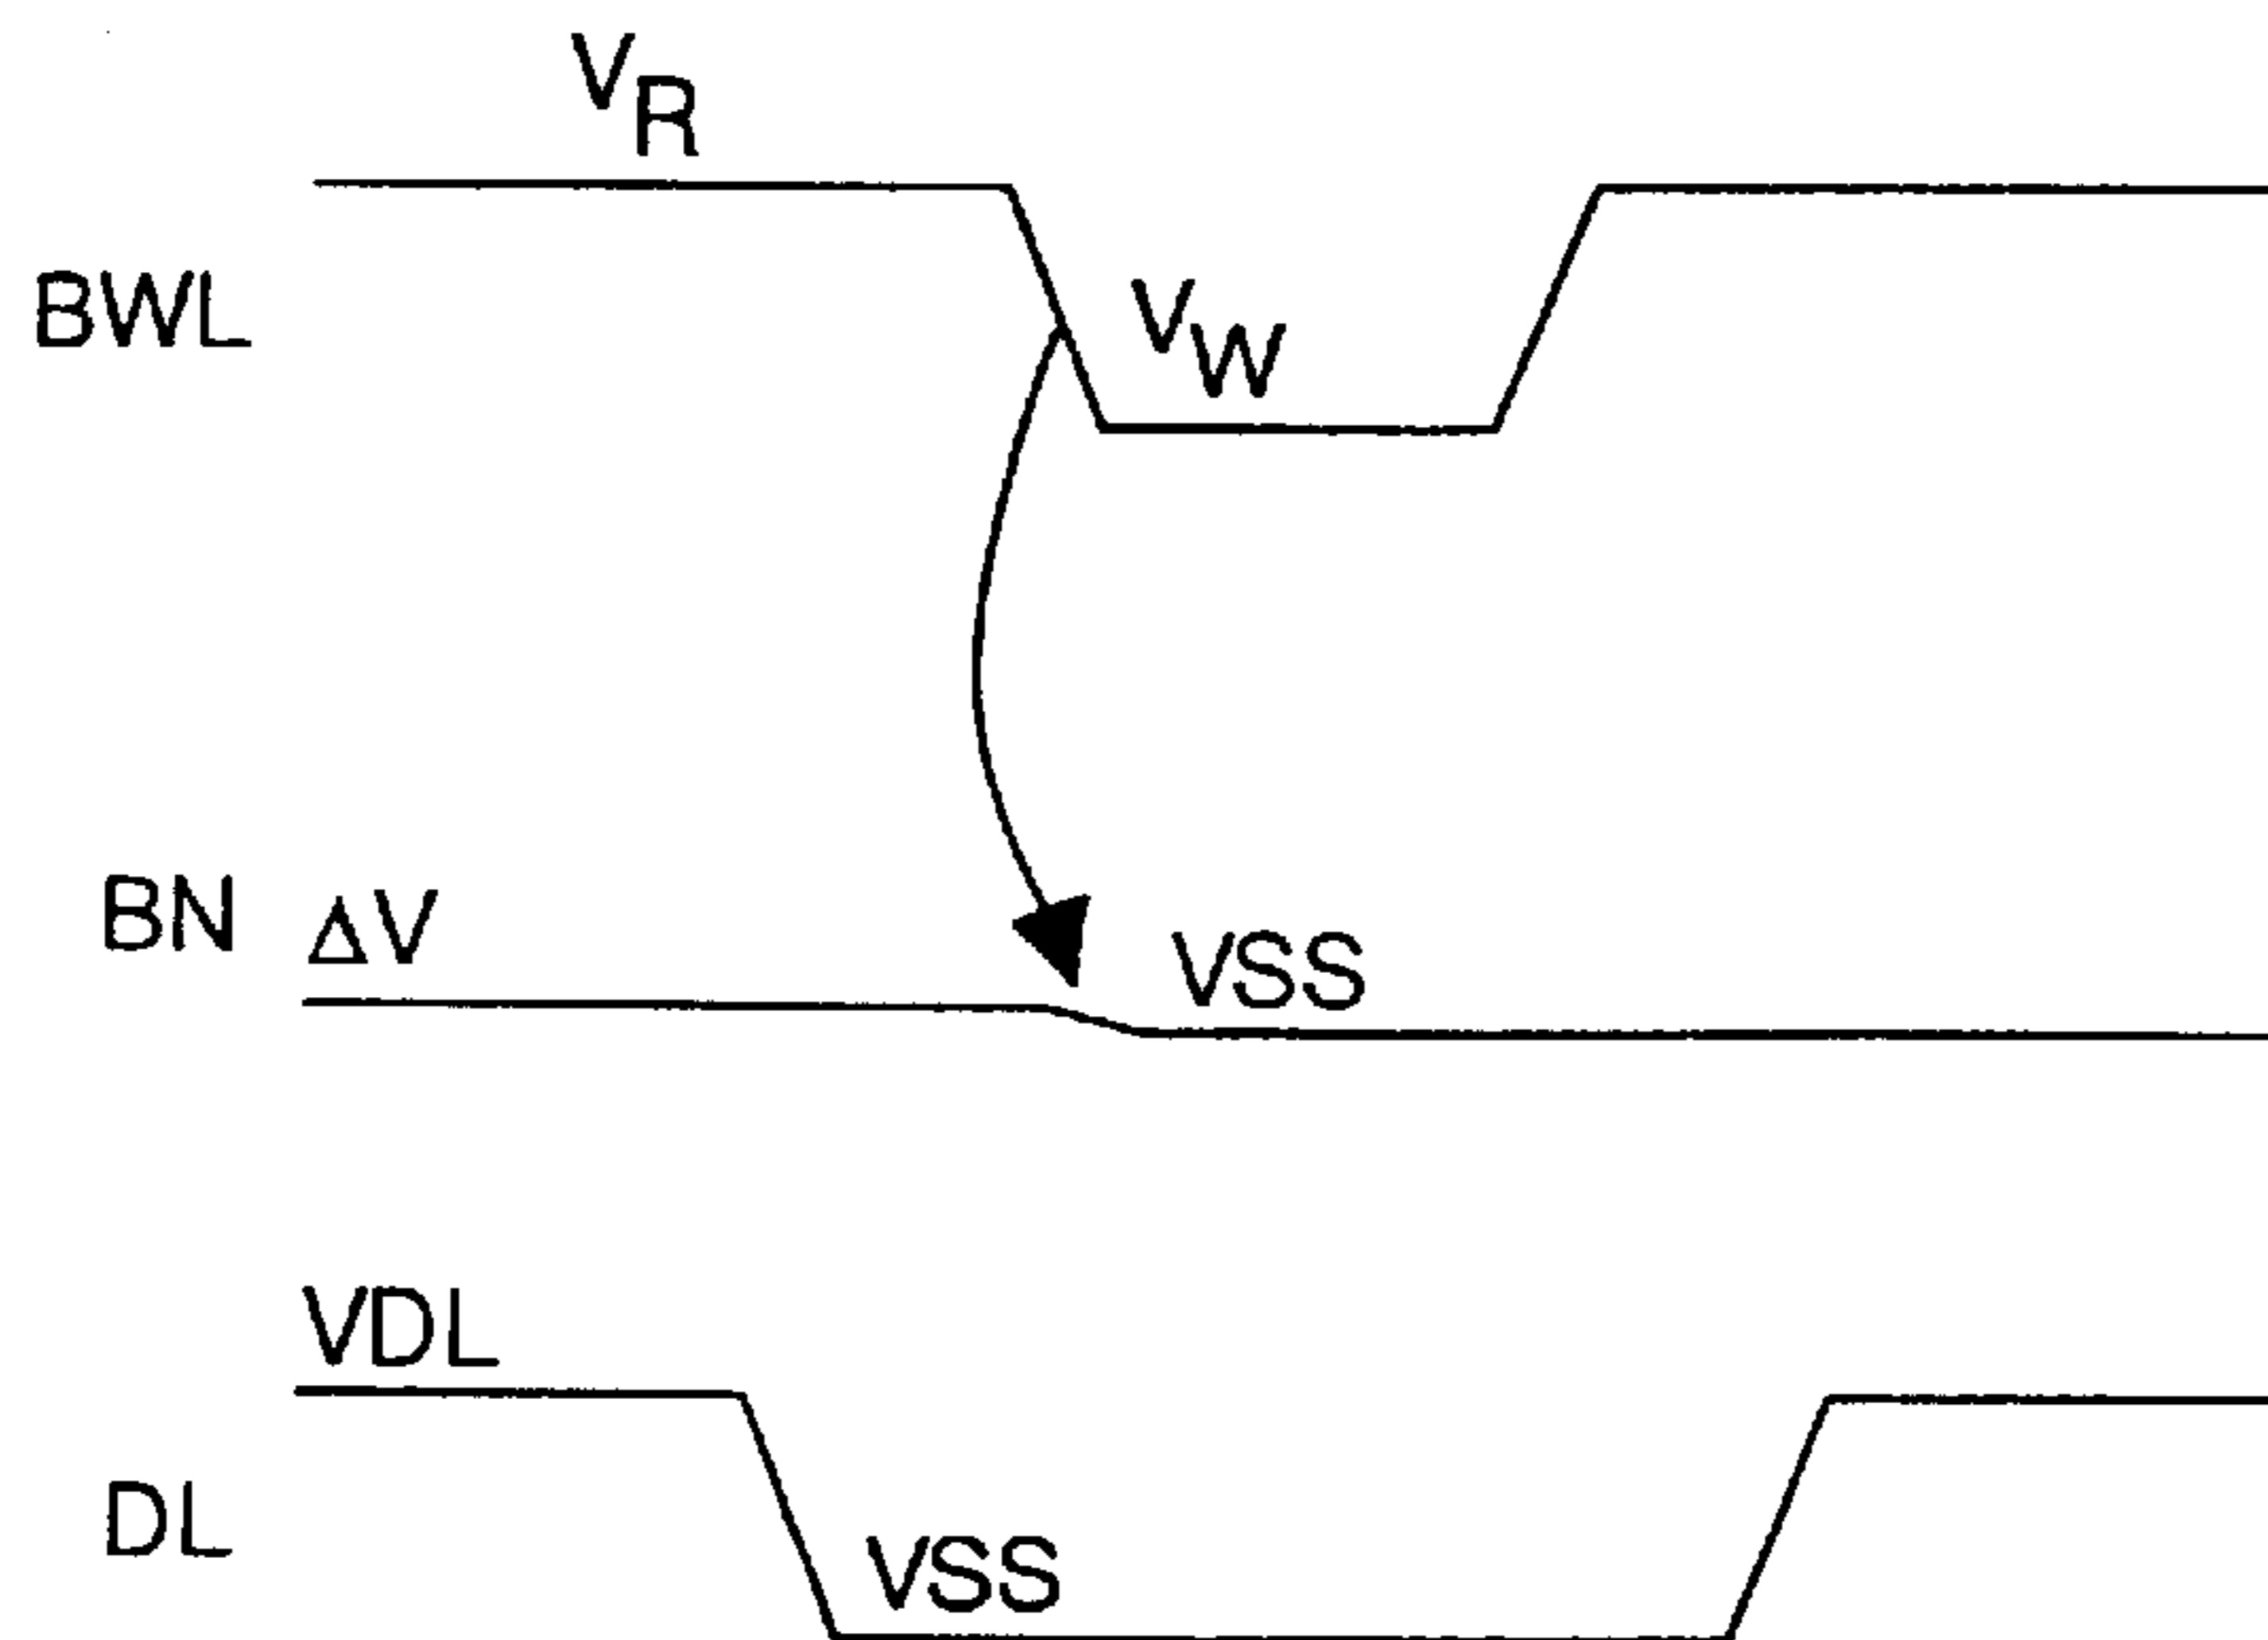 V_R
BWL
V_W
BN ΔV
VSS
VDL
DL
VSS